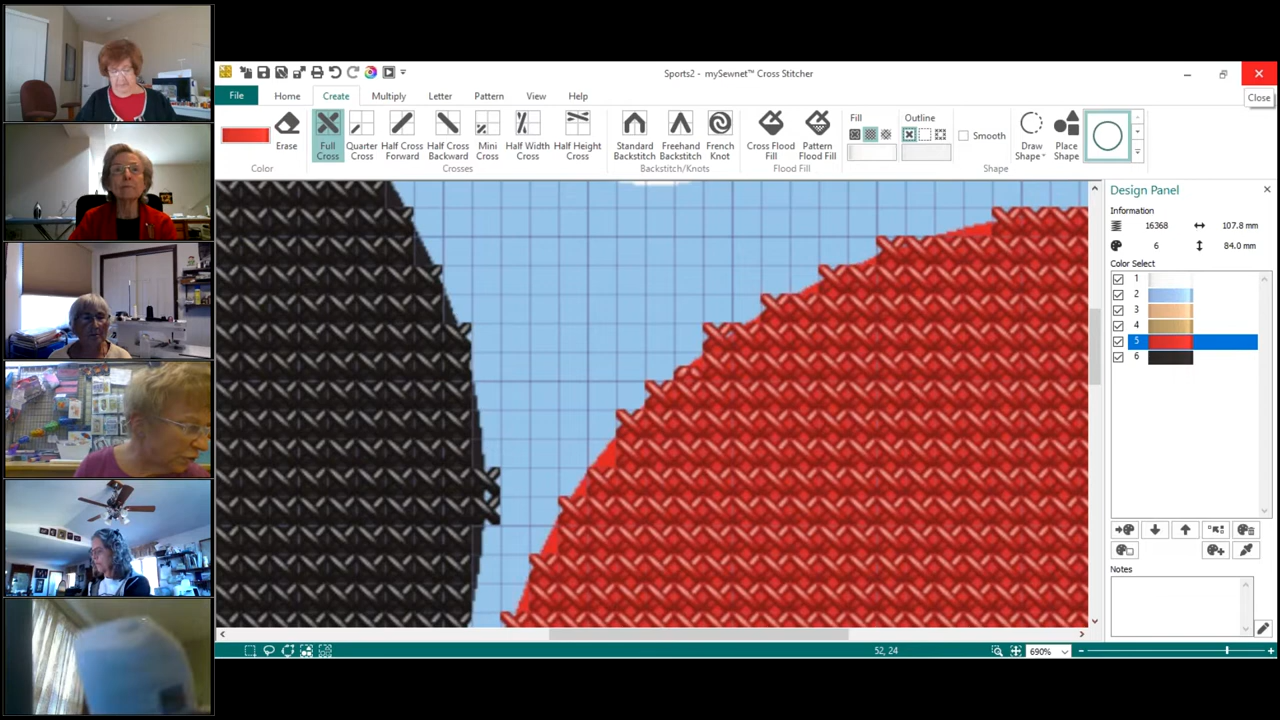 Sports2 - mySewnet™ Cross Stitcher
Close
File Home Create Multiply Letter Pattern View Help
Erase
Full Cross
Quarter Cross
Half Cross Forward
Half Cross Backward
Mini Cross
Half Width Cross
Half Height Cross
Standard Backstitch
Freehand Backstitch
French Knot
Cross Flood Fill
Pattern Flood Fill
Fill
Outline
Smooth
Draw Shape
Place Shape
Color Crosses Backstitch/Knots Flood Fill Shape
Design Panel
Information
16368 107.8 mm
6 84.0 mm
Color Select
1
2
3
4
5
6
Notes
52, 24
690%